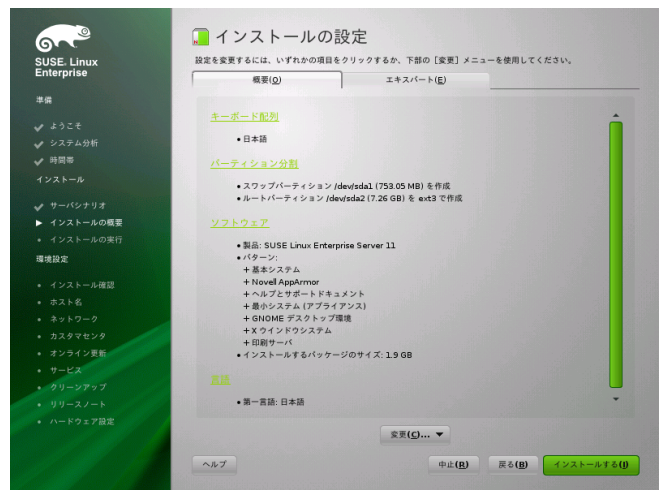 SUSE. Linux
Enterprise
準備
ようこそ
システム分析
時間帯
インストール
サーバシナリオ
インストールの概要
インストールの実行
環境設定
インストール確認
ホスト名
ネットワーク
カスタマセンタ
オンライン更新
サービス
クリーンアップ
リリースノート
ハードウェア設定
インストールの設定
設定を変更するには、いずれかの項目をクリックするか、下部の［変更］メニューを使用してください。
概要(O)
エキスパート(E)
キーボード配列
• 日本語
パーティション分割
• スワップパーティション /dev/sda1 (753.05 MB) を作成
• ルートパーティション /dev/sda2 (7.26 GB) を ext3 で作成
ソフトウェア
• 製品: SUSE Linux Enterprise Server 11
• パターン:
+ 基本システム
+ Novell AppArmor
+ ヘルプとサポートドキュメント
+ 最小システム (アプライアンス)
+ GNOME デスクトップ環境
+ X ウインドウシステム
+ 印刷サーバ
• インストールするパッケージのサイズ: 1.9 GB
言語
• 第一言語: 日本語
変更(C)...
ヘルプ
中止(R)
戻る(B)
インストールする(I)